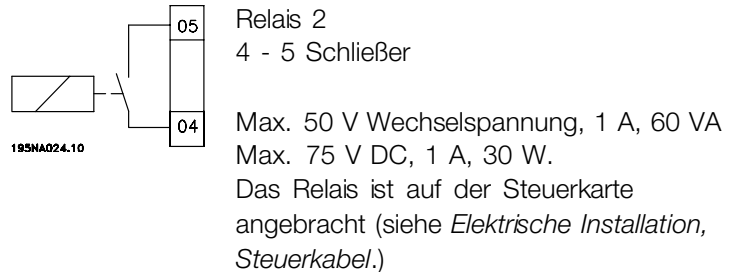 05
Relais 2
4 - 5 Schließer
04
195NA024.10
Max. 50 V Wechselspannung, 1 A, 60 VA
Max. 75 V DC, 1 A, 30 W.
Das Relais ist auf der Steuerkarte
angebracht (siehe Elektrische Installation,
Steuerkabel.)